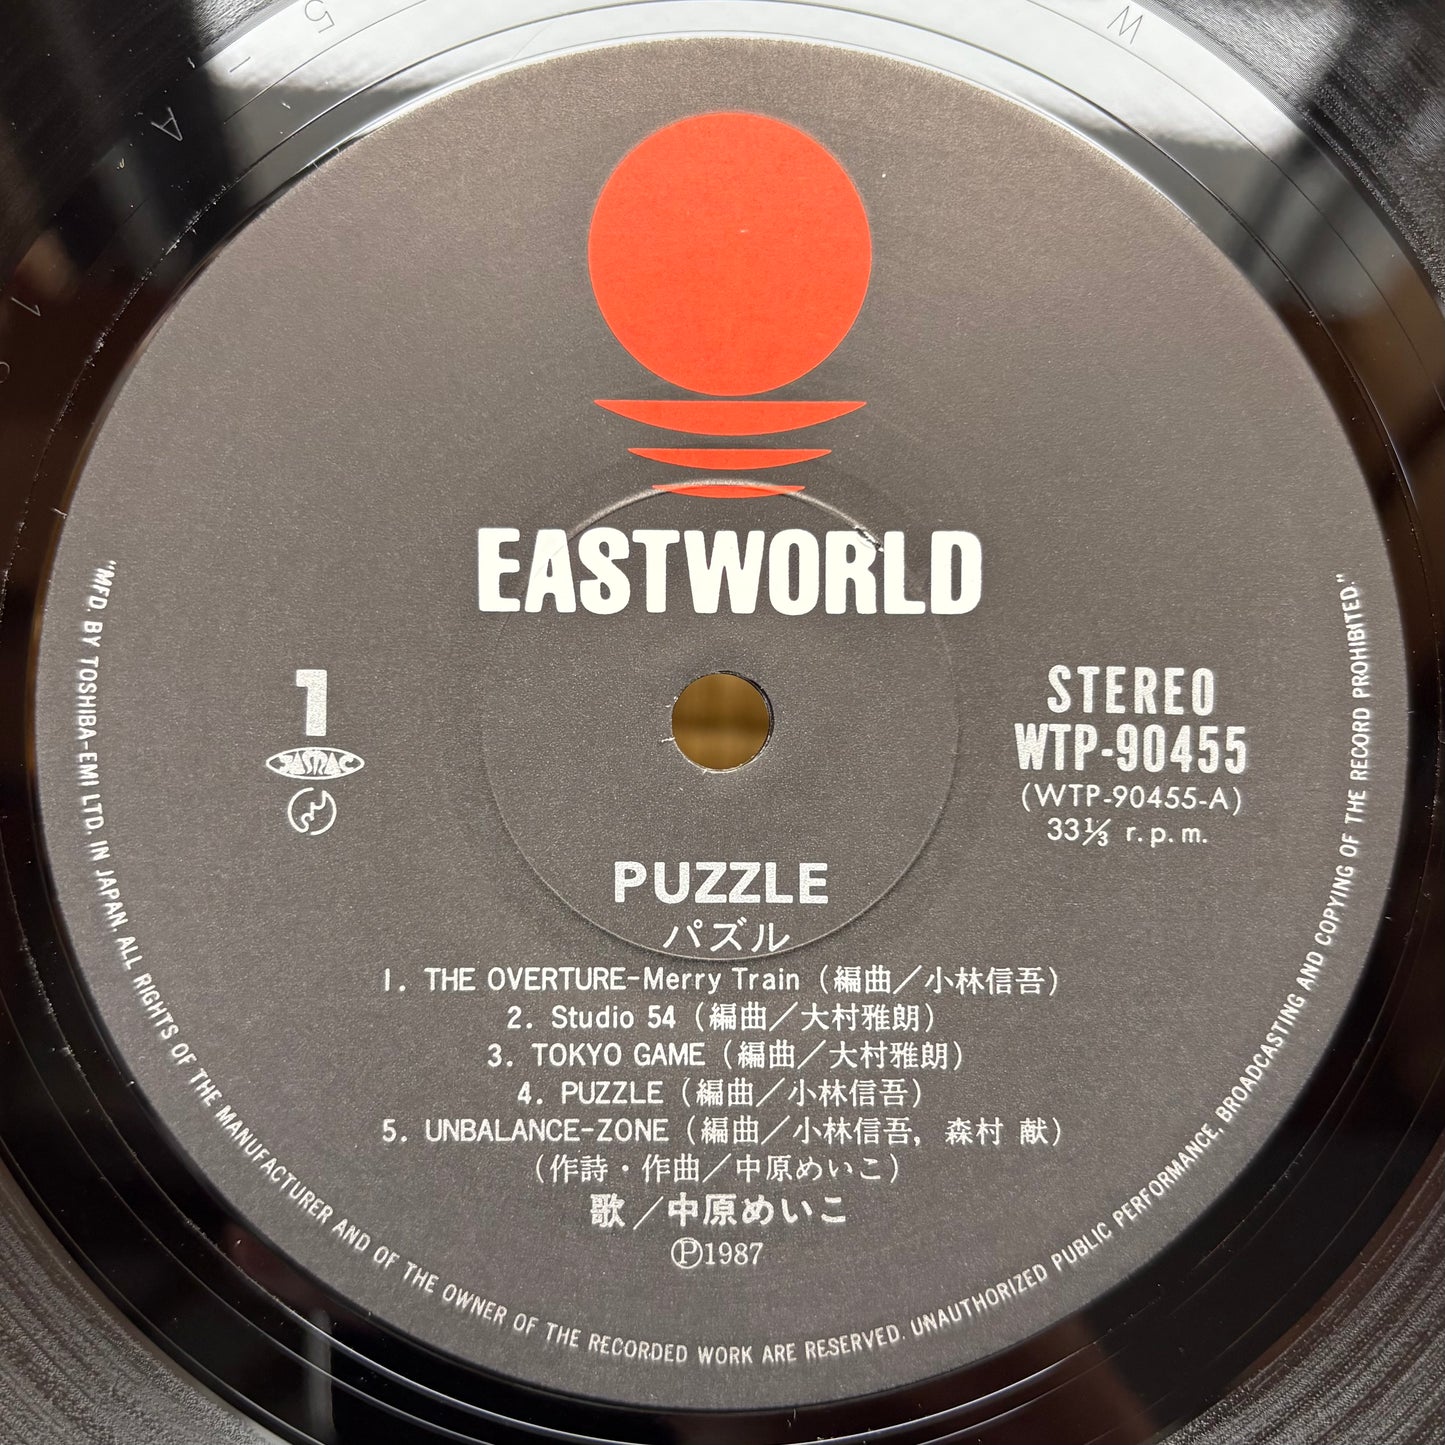 EASTWORLD
1
JASRAC
STEREO
WTP-90455
(WTP-90455-A)
33⅓ r.p.m.
PUZZLE
パズル
1. THE OVERTURE-Merry Train (編曲／小林信吾)
2. Studio 54 (編曲／大村雅朗)
3. TOKYO GAME (編曲／大村雅朗)
4. PUZZLE (編曲／小林信吾)
5. UNBALANCE-ZONE (編曲／小林信吾, 森村 献)
(作詩・作曲／中原めいこ)
歌／中原めいこ
Ⓟ1987
"MFD. BY TOSHIBA-EMI LTD. IN JAPAN. ALL RIGHTS OF THE MANUFACTURER AND OF THE OWNER OF THE RECORDED WORK ARE RESERVED. UNAUTHORIZED PUBLIC PERFORMANCE, BROADCASTING AND COPYING OF THE RECORD PROHIBITED."